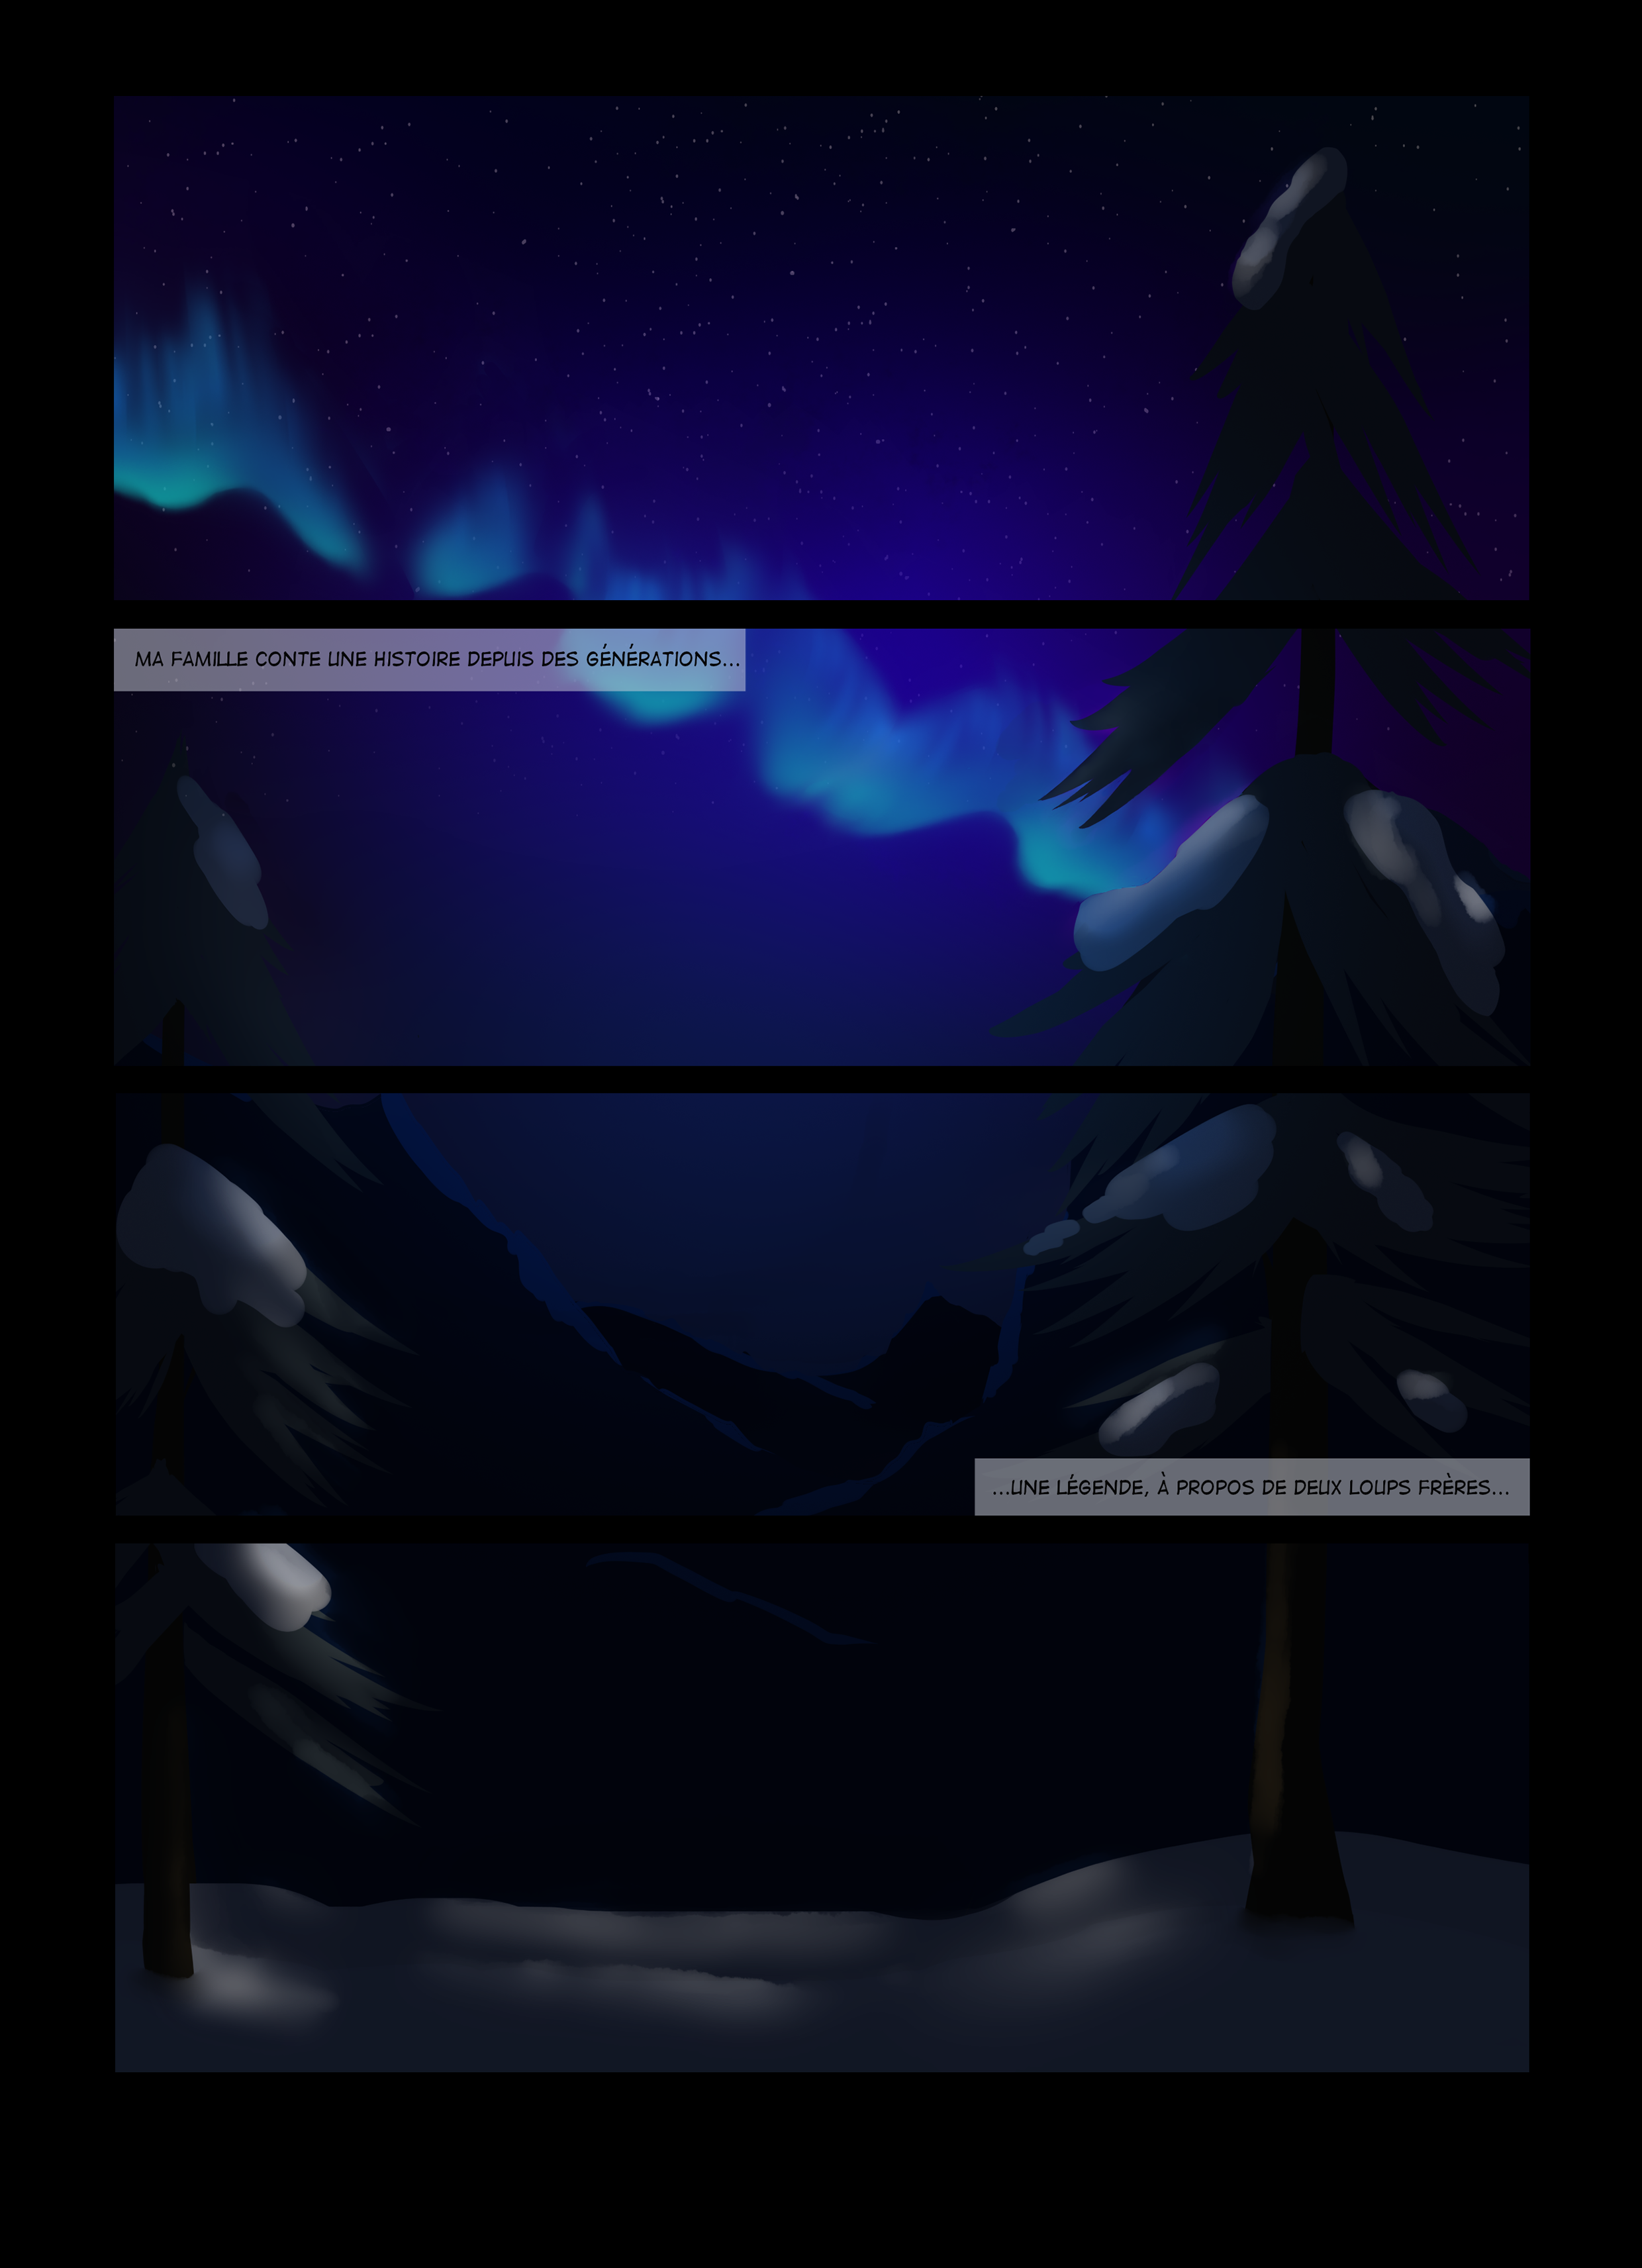 MA FAMILLE CONTE UNE HISTOIRE DEPUIS DES GÉNÉRATIONS...
...UNE LÉGENDE, À PROPOS DE DEUX LOUPS FRÈRES...